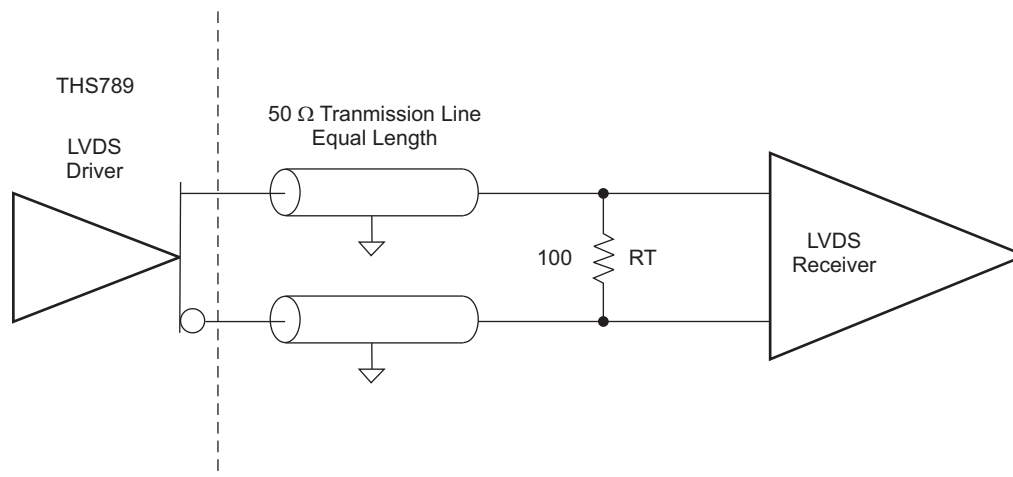 THS789
LVDS
Driver
50 Ω Tranmission Line
Equal Length
100
RT
LVDS
Receiver